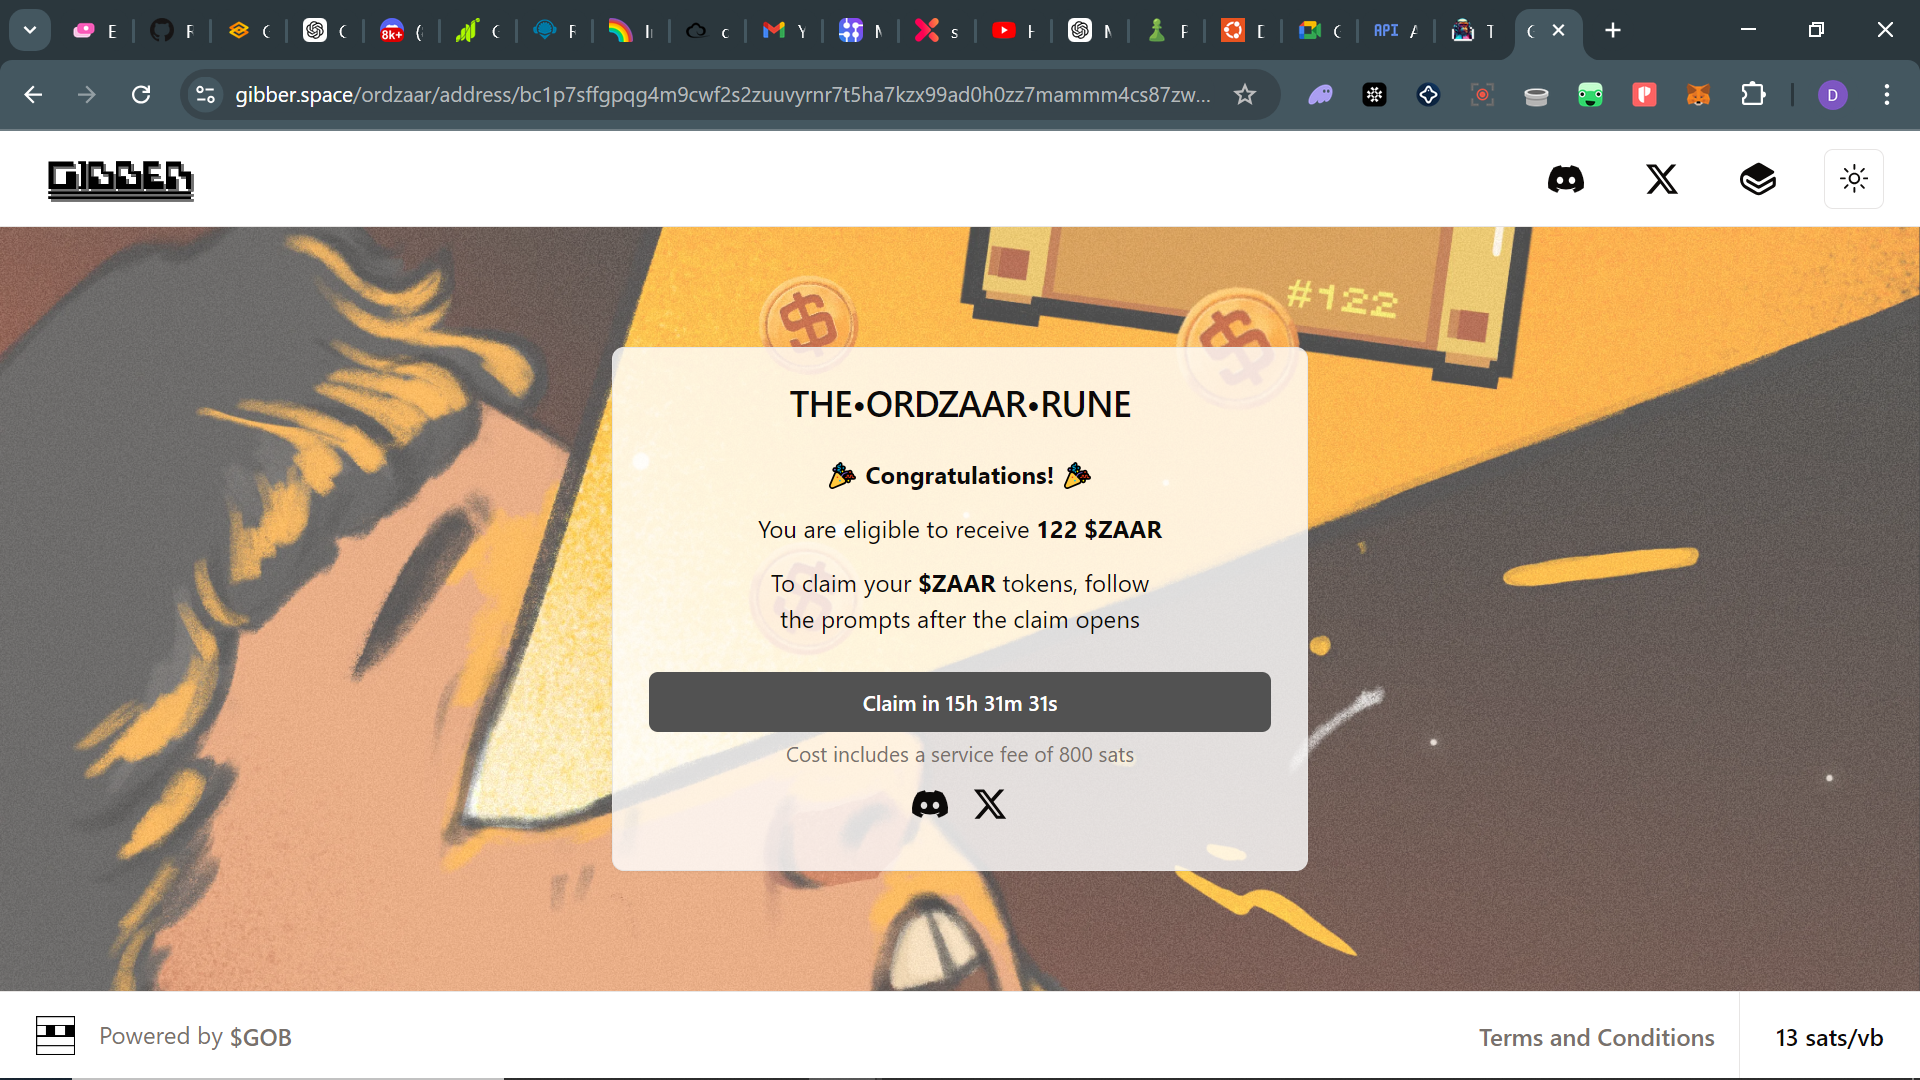 E
F
C
C
8k+
(
C
F
I
c
Y
M
s
H
M
F
D
C
API
A
T
C
gibber.space/ordzaar/address/bc1p7sffgpqg4m9cwf2s2zuuvyrnr7t5ha7kzx99ad0h0zz7mammm4cs87zw...
D
GIBBER
#122
THE•ORDZAAR•RUNE
🎉 Congratulations! 🎉
You are eligible to receive 122 $ZAAR
To claim your $ZAAR tokens, follow
the prompts after the claim opens
Claim in 15h 31m 31s
Cost includes a service fee of 800 sats
Powered by $GOB
Terms and Conditions
13 sats/vb